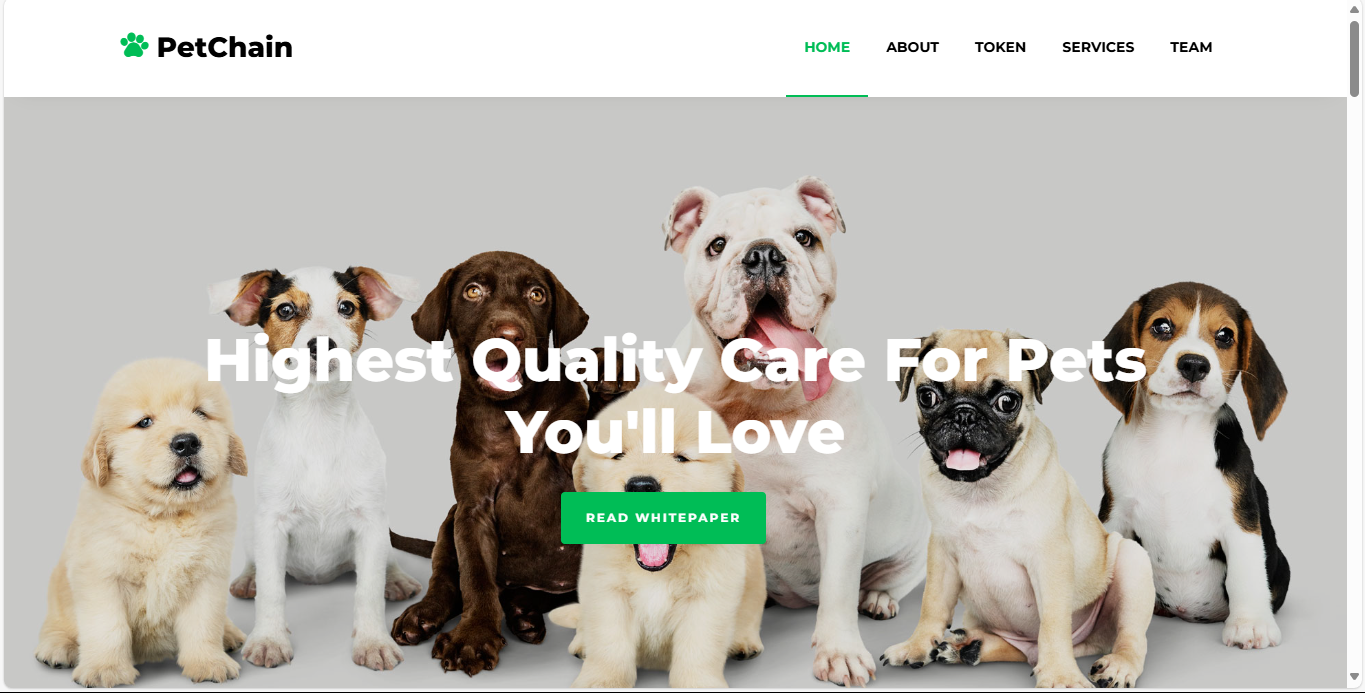 PetChain
HOME ABOUT TOKEN SERVICES TEAM
Highest Quality Care For Pets
You'll Love
READ WHITEPAPER